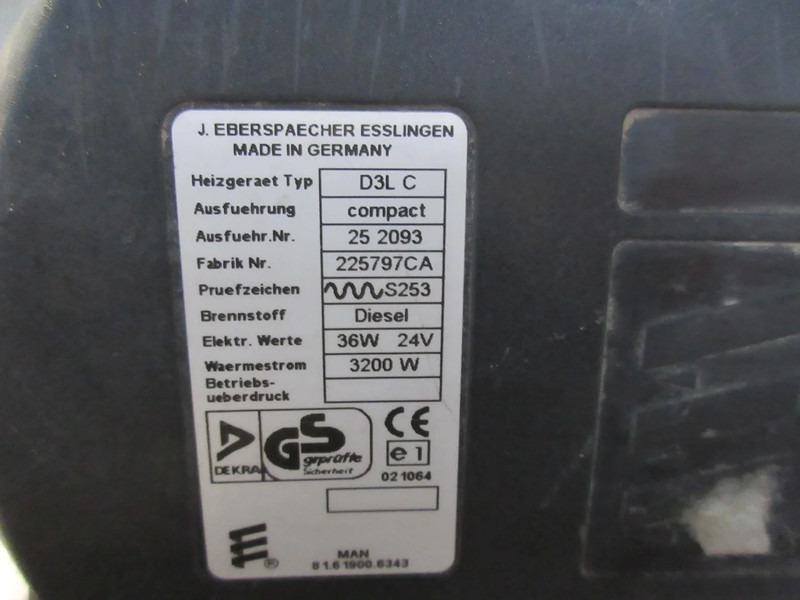 J. EBERSPAECHER ESSLINGEN
MADE IN GERMANY
Heizgeraet Typ D3L C
Ausfuehrung compact
Ausfuehr.Nr. 25 2093
Fabrik Nr. 225797CA
Pruefzeichen S253
Brennstoff Diesel
Elektr. Werte 36W 24V
Waermestrom 3200 W
Betriebs-
ueberdruck
DEKRA GS geprüfte Sicherheit CE
e1
021064
MAN
81.61900.6343